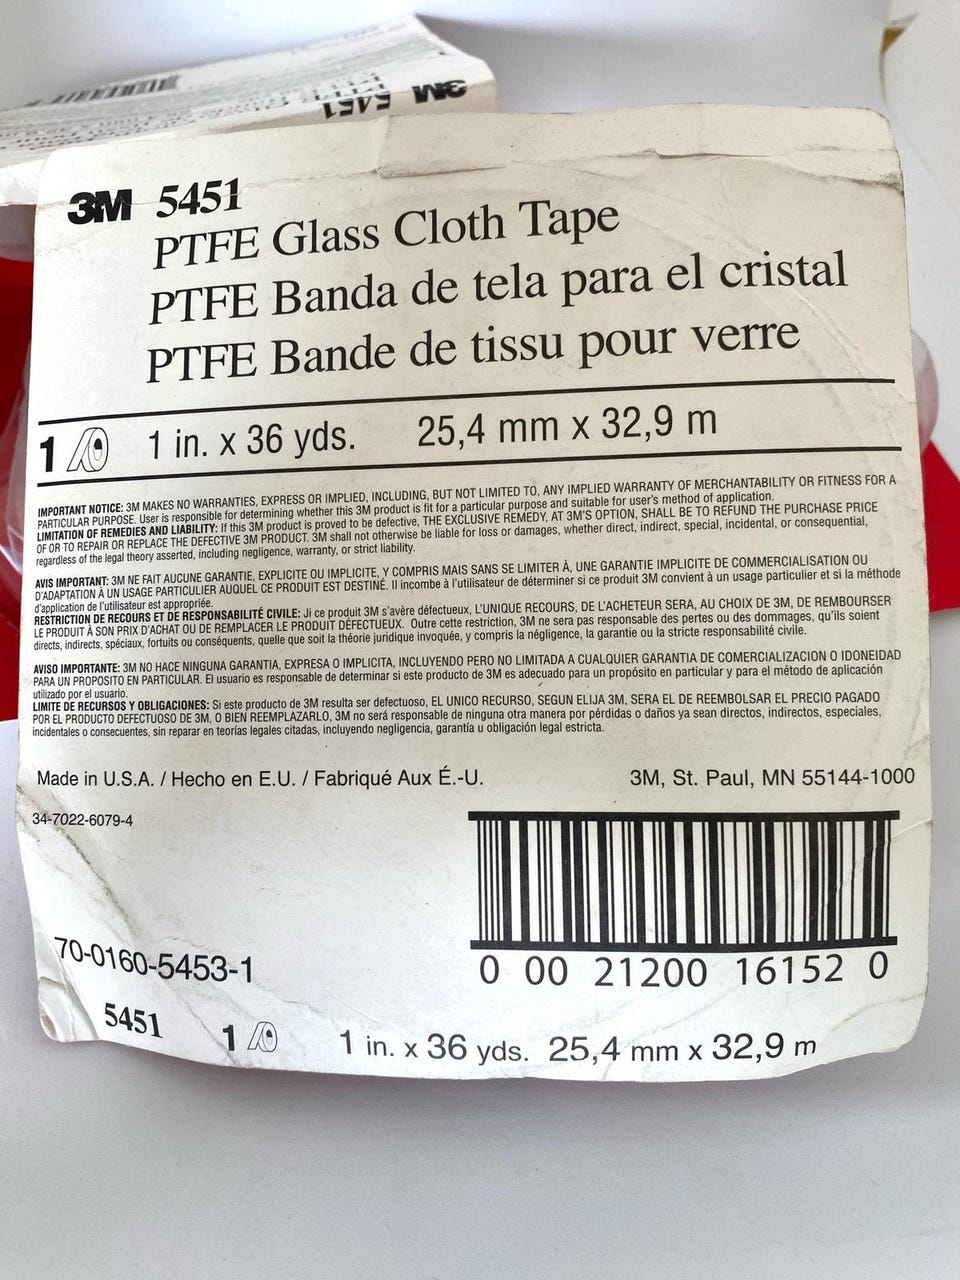 3M 5451
3M 5451
PTFE Glass Cloth Tape
PTFE Banda de tela para el cristal
PTFE Bande de tissu pour verre
1 1 in. x 36 yds. 25,4 mm x 32,9 m
IMPORTANT NOTICE: 3M MAKES NO WARRANTIES, EXPRESS OR IMPLIED, INCLUDING, BUT NOT LIMITED TO, ANY IMPLIED WARRANTY OF MERCHANTABILITY OR FITNESS FOR A
PARTICULAR PURPOSE. User is responsible for determining whether this 3M product is fit for a particular purpose and suitable for user's method of application.
LIMITATION OF REMEDIES AND LIABILITY: If this 3M product is proved to be defective, THE EXCLUSIVE REMEDY, AT 3M'S OPTION, SHALL BE TO REFUND THE PURCHASE PRICE
OF OR TO REPAIR OR REPLACE THE DEFECTIVE 3M PRODUCT. 3M shall not otherwise be liable for loss or damages, whether direct, indirect, special, incidental, or consequential,
regardless of the legal theory asserted, including negligence, warranty, or strict liability.
AVIS IMPORTANT: 3M NE FAIT AUCUNE GARANTIE, EXPLICITE OU IMPLICITE, Y COMPRIS MAIS SANS SE LIMITER À, UNE GARANTIE IMPLICITE DE COMMERCIALISATION OU
D'ADAPTATION À UN USAGE PARTICULIER AUQUEL CE PRODUIT EST DESTINÉ. Il incombe à l'utilisateur de déterminer si ce produit 3M convient à un usage particulier et si la méthode
d'application de l'utilisateur est appropriée.
RESTRICTION DE RECOURS ET DE RESPONSABILITÉ CIVILE: Ji ce produit 3M s'avère défectueux, L'UNIQUE RECOURS, DE L'ACHETEUR SERA, AU CHOIX DE 3M, DE REMBOURSER
LE PRODUIT À SON PRIX D'ACHAT OU DE REMPLACER LE PRODUIT DÉFECTUEUX. Outre cette restriction, 3M ne sera pas responsable des pertes ou des dommages, qu'ils soient
directs, indirects, spéciaux, fortuits ou conséquents, quelle que soit la théorie juridique invoquée, y compris la négligence, la garantie ou la stricte responsabilité civile.
AVISO IMPORTANTE: 3M NO HACE NINGUNA GARANTIA, EXPRESA O IMPLICITA, INCLUYENDO PERO NO LIMITADA A CUALQUIER GARANTIA DE COMERCIALIZACION O IDONEIDAD
PARA UN PROPOSITO EN PARTICULAR. El usuario es responsable de determinar si este producto de 3M es adecuado para un propósito en particular y para el método de aplicación
utilizado por el usuario.
LIMITE DE RECURSOS Y OBLIGACIONES: Si este producto de 3M resulta ser defectuoso, EL UNICO RECURSO, SEGUN ELIJA 3M, SERA EL DE REEMBOLSAR EL PRECIO PAGADO
POR EL PRODUCTO DEFECTUOSO DE 3M, O BIEN REEMPLAZARLO, 3M no será responsable de ninguna otra manera por pérdidas o daños ya sean directos, indirectos, especiales,
incidentales o consecuentes, sin reparar en teorías legales citadas, incluyendo negligencia, garantía u obligación legal estricta.
Made in U.S.A. / Hecho en E.U. / Fabriqué Aux É.-U. 3M, St. Paul, MN 55144-1000
34-7022-6079-4
70-0160-5453-1
0 00 21200 16152 0
5451 1 1 in. x 36 yds. 25,4 mm x 32,9 m